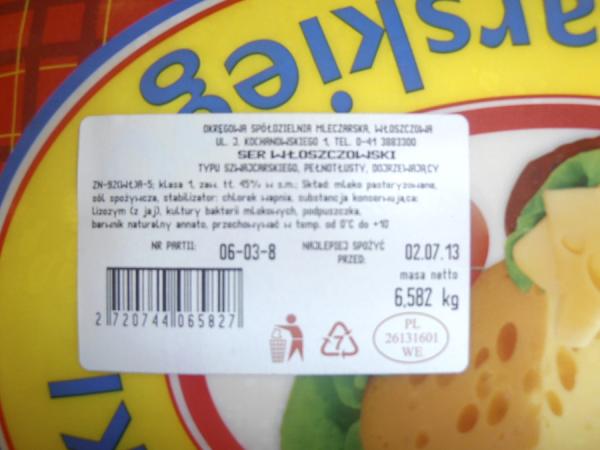 arskieg
OKRĘGOWA SPÓŁDZIELNIA MLECZARSKA, WŁOSZCZOWA
UL. J. KOCHANOWSKIEGO 1, TEL. 0-41 3883300
SER WŁOSZCZOWSKI
TYPU SZWAJCARSKIEGO, PEŁNOTŁUSTY, DOJRZEWAJĄCY
klasa 1, zaw. tł. 45% w s.m.; Skład: mleko pasteryzowane,
sól spożywcza, stabilizator: chlorek wapnia, substancja konserwująca:
lizozym (z jaj), kultury bakterii mlekowych, podpuszczka,
barwnik naturalny annato, przechowywać w temp. od 0°C do +10
NR PARTII: 06-03-8 NAJLEPIEJ SPOŻYĆ PRZED: 02.07.13
masa netto
6,582 kg
2 720744 065827
7
PL
26131601
WE
KI